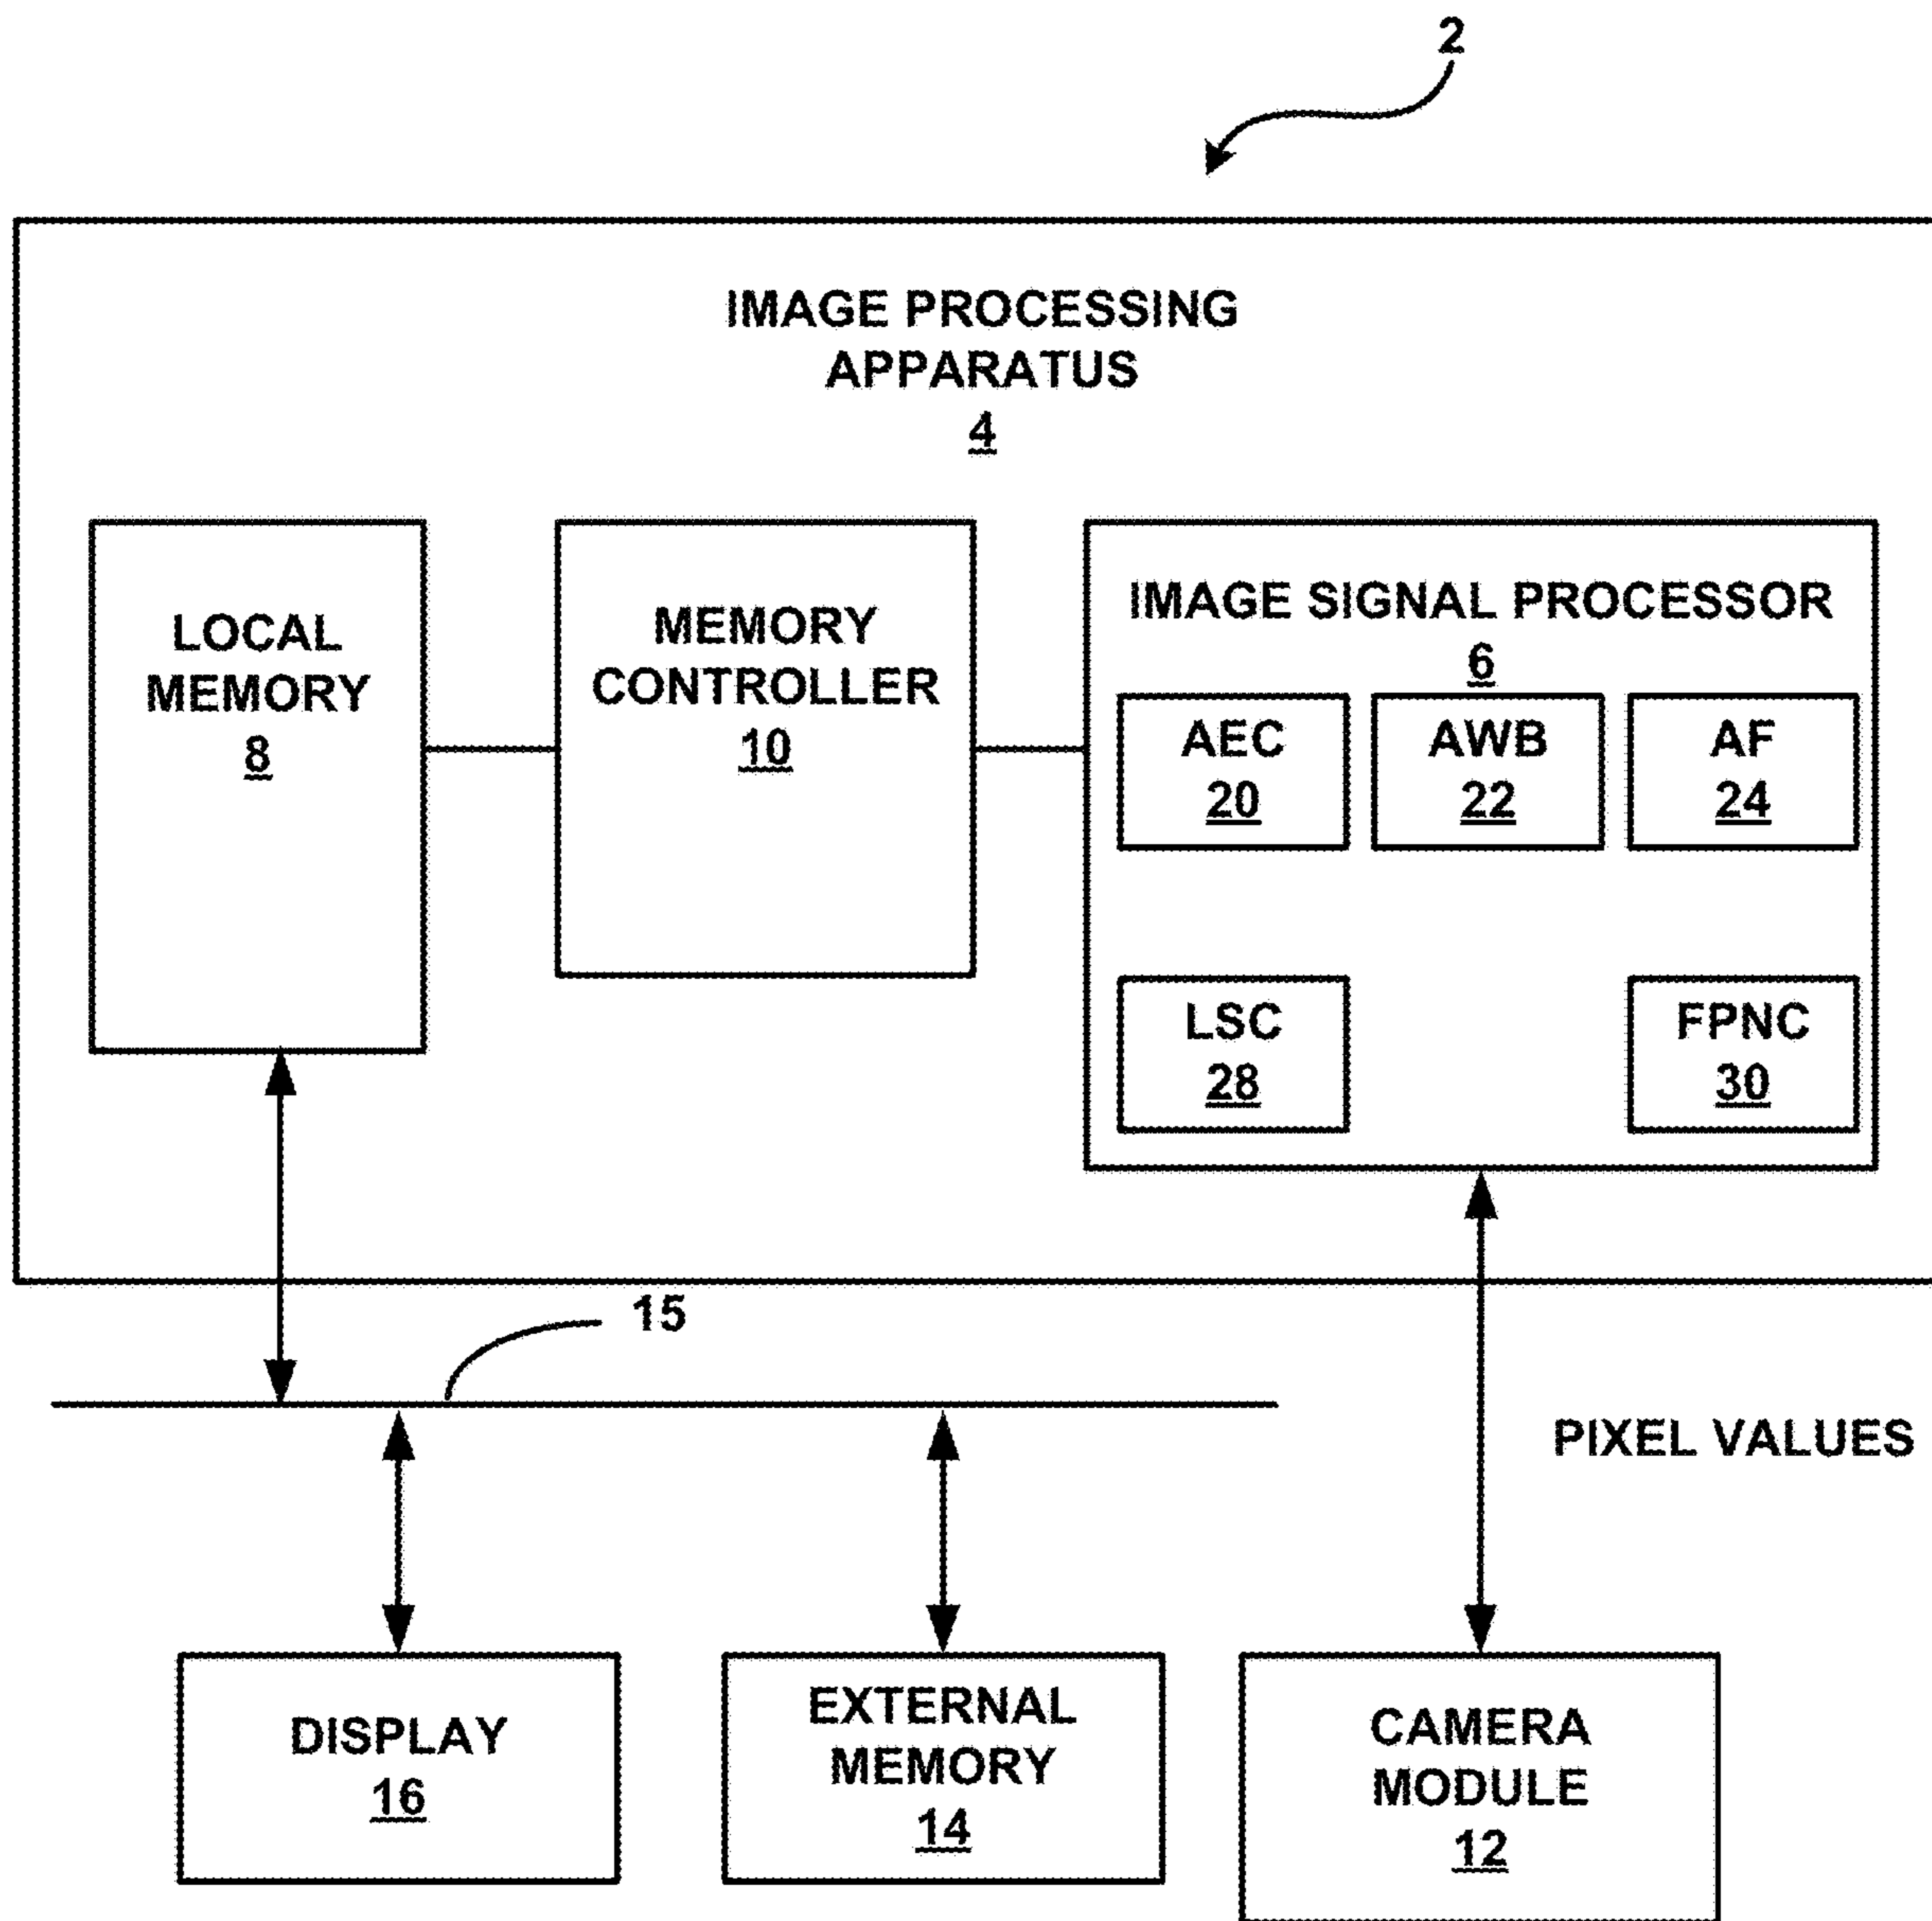 2
IMAGE PROCESSING
APPARATUS
4
LOCAL
MEMORY
8
MEMORY
CONTROLLER
10
IMAGE SIGNAL PROCESSOR
6
AEC
20
AWB
22
AF
24
LSC
28
FPNC
30
15
PIXEL VALUES
DISPLAY
16
EXTERNAL
MEMORY
14
CAMERA
MODULE
12